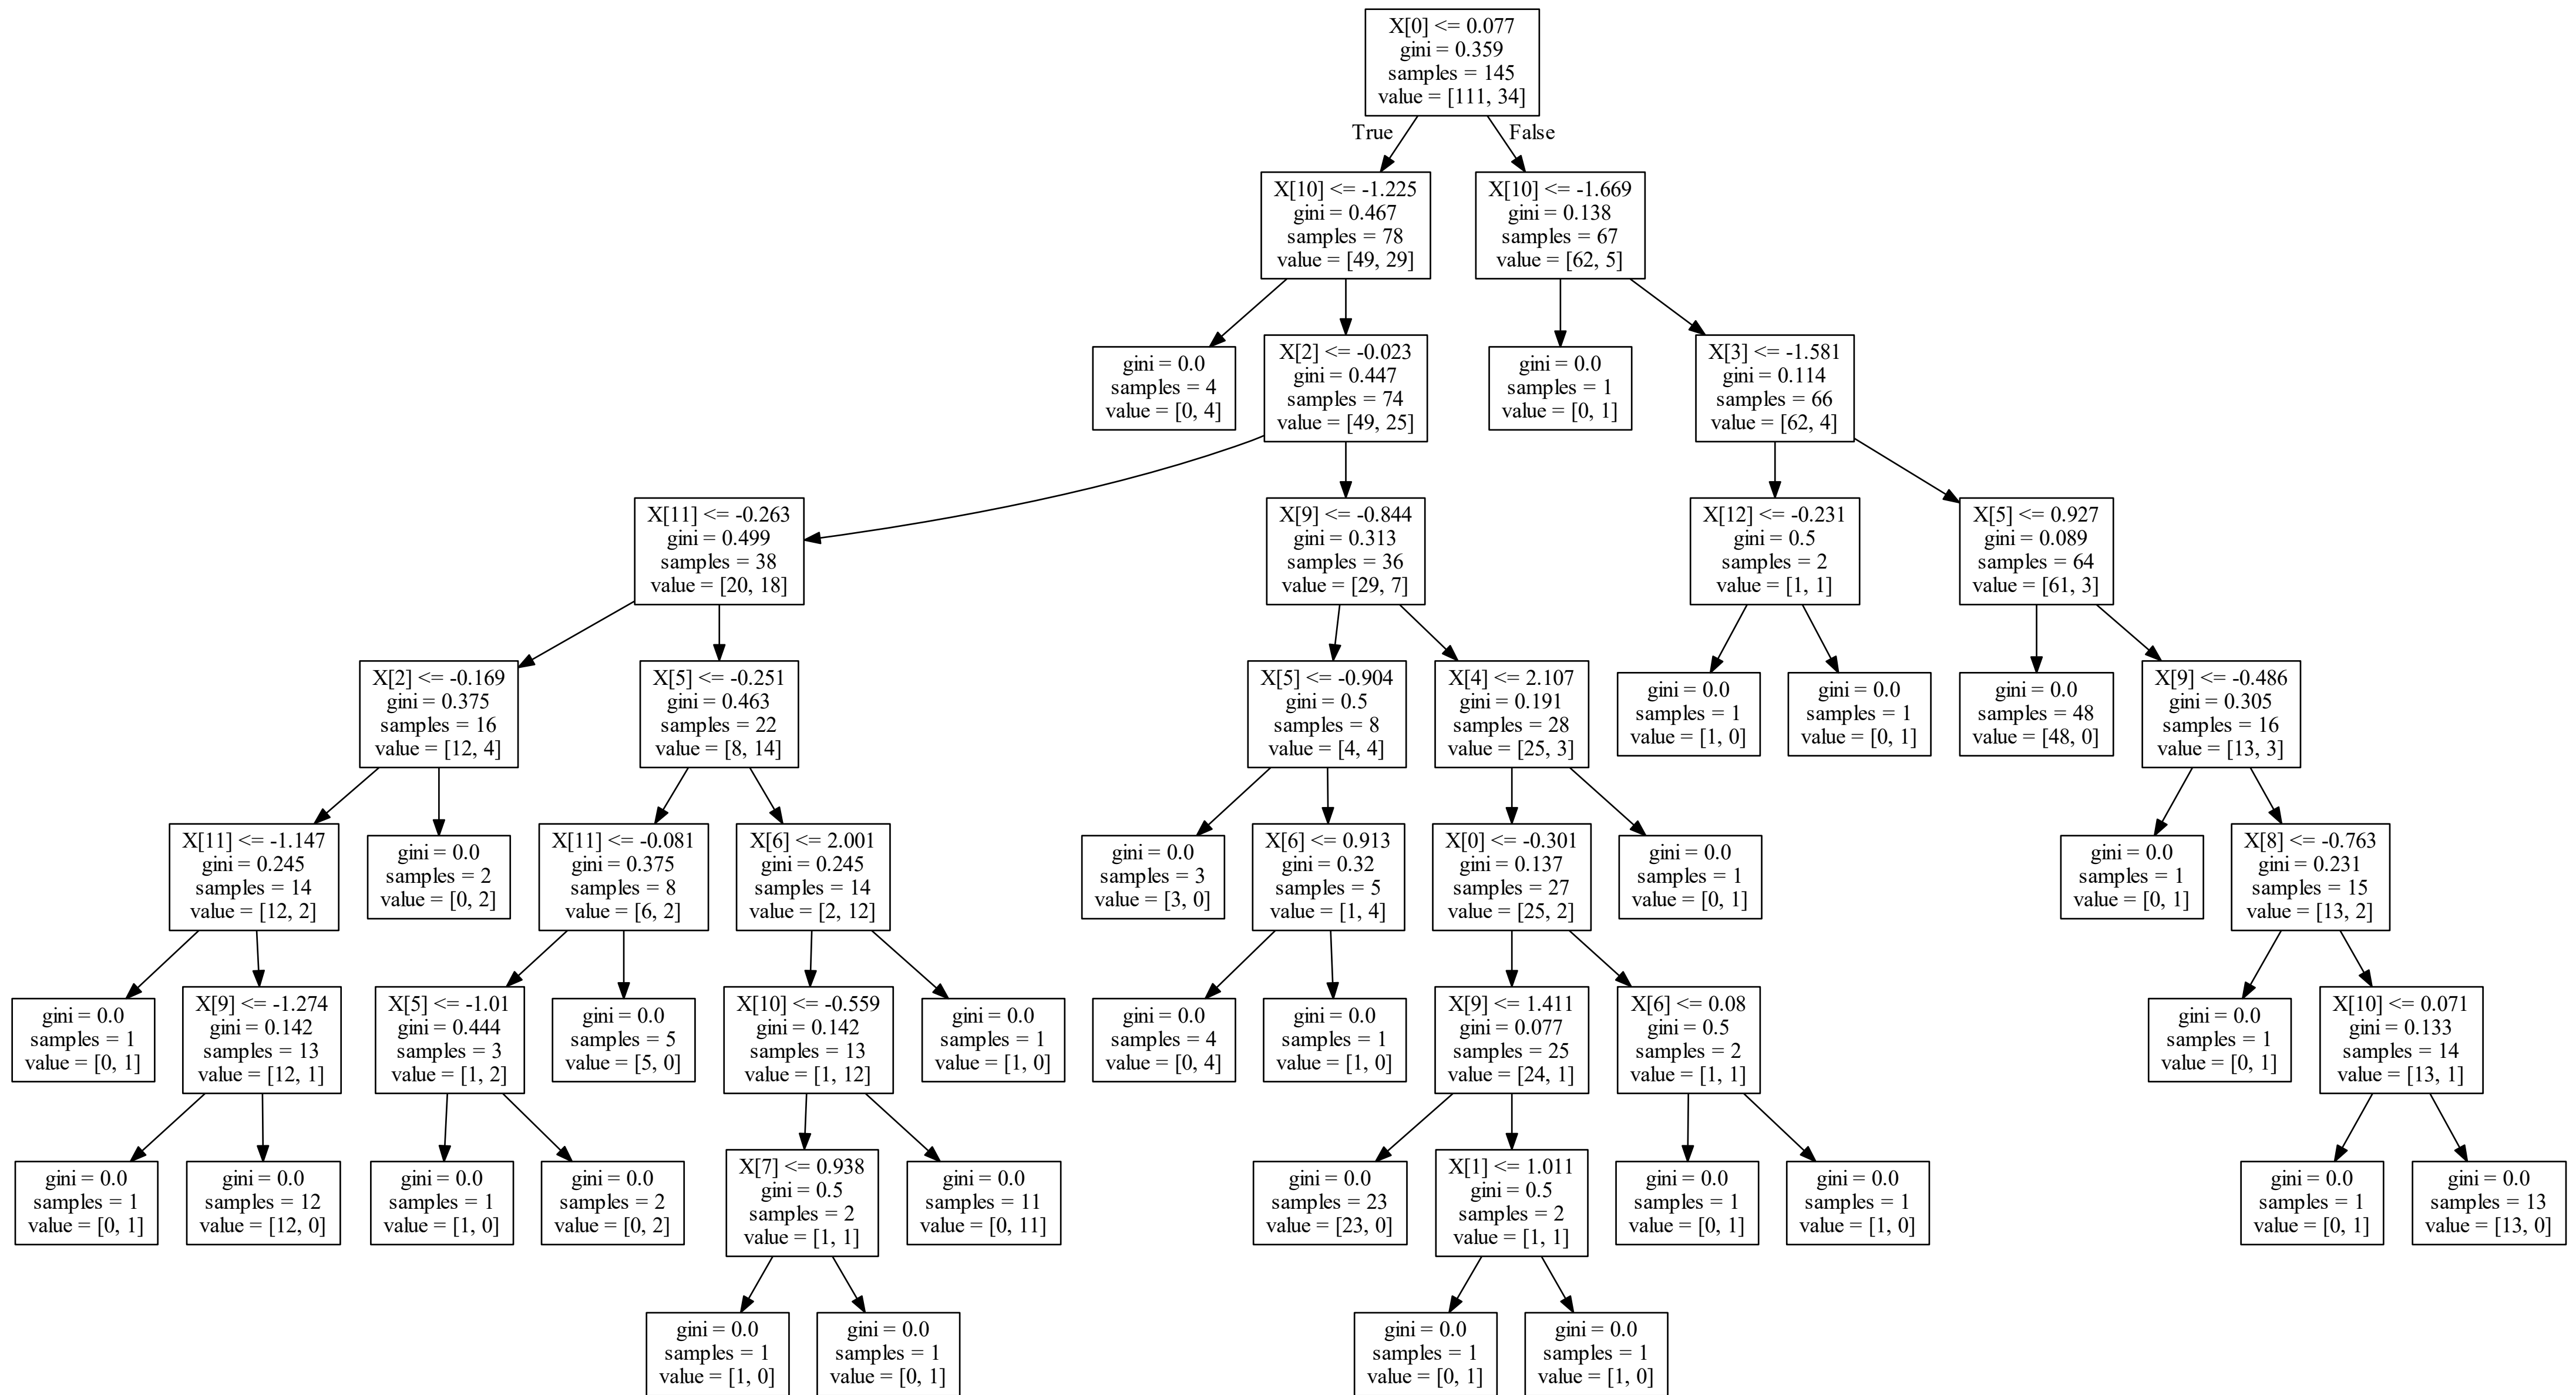 X[0] <= 0.077
gini = 0.359
samples = 145
value = [111, 34]
True
False
X[10] <= -1.225
gini = 0.467
samples = 78
value = [49, 29]
X[10] <= -1.669
gini = 0.138
samples = 67
value = [62, 5]
gini = 0.0
samples = 4
value = [0, 4]
X[2] <= -0.023
gini = 0.447
samples = 74
value = [49, 25]
gini = 0.0
samples = 1
value = [0, 1]
X[3] <= -1.581
gini = 0.114
samples = 66
value = [62, 4]
X[11] <= -0.263
gini = 0.499
samples = 38
value = [20, 18]
X[9] <= -0.844
gini = 0.313
samples = 36
value = [29, 7]
X[12] <= -0.231
gini = 0.5
samples = 2
value = [1, 1]
X[5] <= 0.927
gini = 0.089
samples = 64
value = [61, 3]
X[2] <= -0.169
gini = 0.375
samples = 16
value = [12, 4]
X[5] <= -0.251
gini = 0.463
samples = 22
value = [8, 14]
X[5] <= -0.904
gini = 0.5
samples = 8
value = [4, 4]
X[4] <= 2.107
gini = 0.191
samples = 28
value = [25, 3]
gini = 0.0
samples = 1
value = [1, 0]
gini = 0.0
samples = 1
value = [0, 1]
gini = 0.0
samples = 48
value = [48, 0]
X[9] <= -0.486
gini = 0.305
samples = 16
value = [13, 3]
X[11] <= -1.147
gini = 0.245
samples = 14
value = [12, 2]
gini = 0.0
samples = 2
value = [0, 2]
X[11] <= -0.081
gini = 0.375
samples = 8
value = [6, 2]
X[6] <= 2.001
gini = 0.245
samples = 14
value = [2, 12]
gini = 0.0
samples = 3
value = [3, 0]
X[6] <= 0.913
gini = 0.32
samples = 5
value = [1, 4]
X[0] <= -0.301
gini = 0.137
samples = 27
value = [25, 2]
gini = 0.0
samples = 1
value = [0, 1]
gini = 0.0
samples = 1
value = [0, 1]
X[8] <= -0.763
gini = 0.231
samples = 15
value = [13, 2]
gini = 0.0
samples = 1
value = [0, 1]
X[9] <= -1.274
gini = 0.142
samples = 13
value = [12, 1]
X[5] <= -1.01
gini = 0.444
samples = 3
value = [1, 2]
gini = 0.0
samples = 5
value = [5, 0]
X[10] <= -0.559
gini = 0.142
samples = 13
value = [1, 12]
gini = 0.0
samples = 1
value = [1, 0]
gini = 0.0
samples = 4
value = [0, 4]
gini = 0.0
samples = 1
value = [1, 0]
X[9] <= 1.411
gini = 0.077
samples = 25
value = [24, 1]
X[6] <= 0.08
gini = 0.5
samples = 2
value = [1, 1]
gini = 0.0
samples = 1
value = [0, 1]
X[10] <= 0.071
gini = 0.133
samples = 14
value = [13, 1]
gini = 0.0
samples = 1
value = [0, 1]
gini = 0.0
samples = 12
value = [12, 0]
gini = 0.0
samples = 1
value = [1, 0]
gini = 0.0
samples = 2
value = [0, 2]
X[7] <= 0.938
gini = 0.5
samples = 2
value = [1, 1]
gini = 0.0
samples = 11
value = [0, 11]
gini = 0.0
samples = 23
value = [23, 0]
X[1] <= 1.011
gini = 0.5
samples = 2
value = [1, 1]
gini = 0.0
samples = 1
value = [0, 1]
gini = 0.0
samples = 1
value = [1, 0]
gini = 0.0
samples = 1
value = [0, 1]
gini = 0.0
samples = 13
value = [13, 0]
gini = 0.0
samples = 1
value = [1, 0]
gini = 0.0
samples = 1
value = [0, 1]
gini = 0.0
samples = 1
value = [0, 1]
gini = 0.0
samples = 1
value = [1, 0]